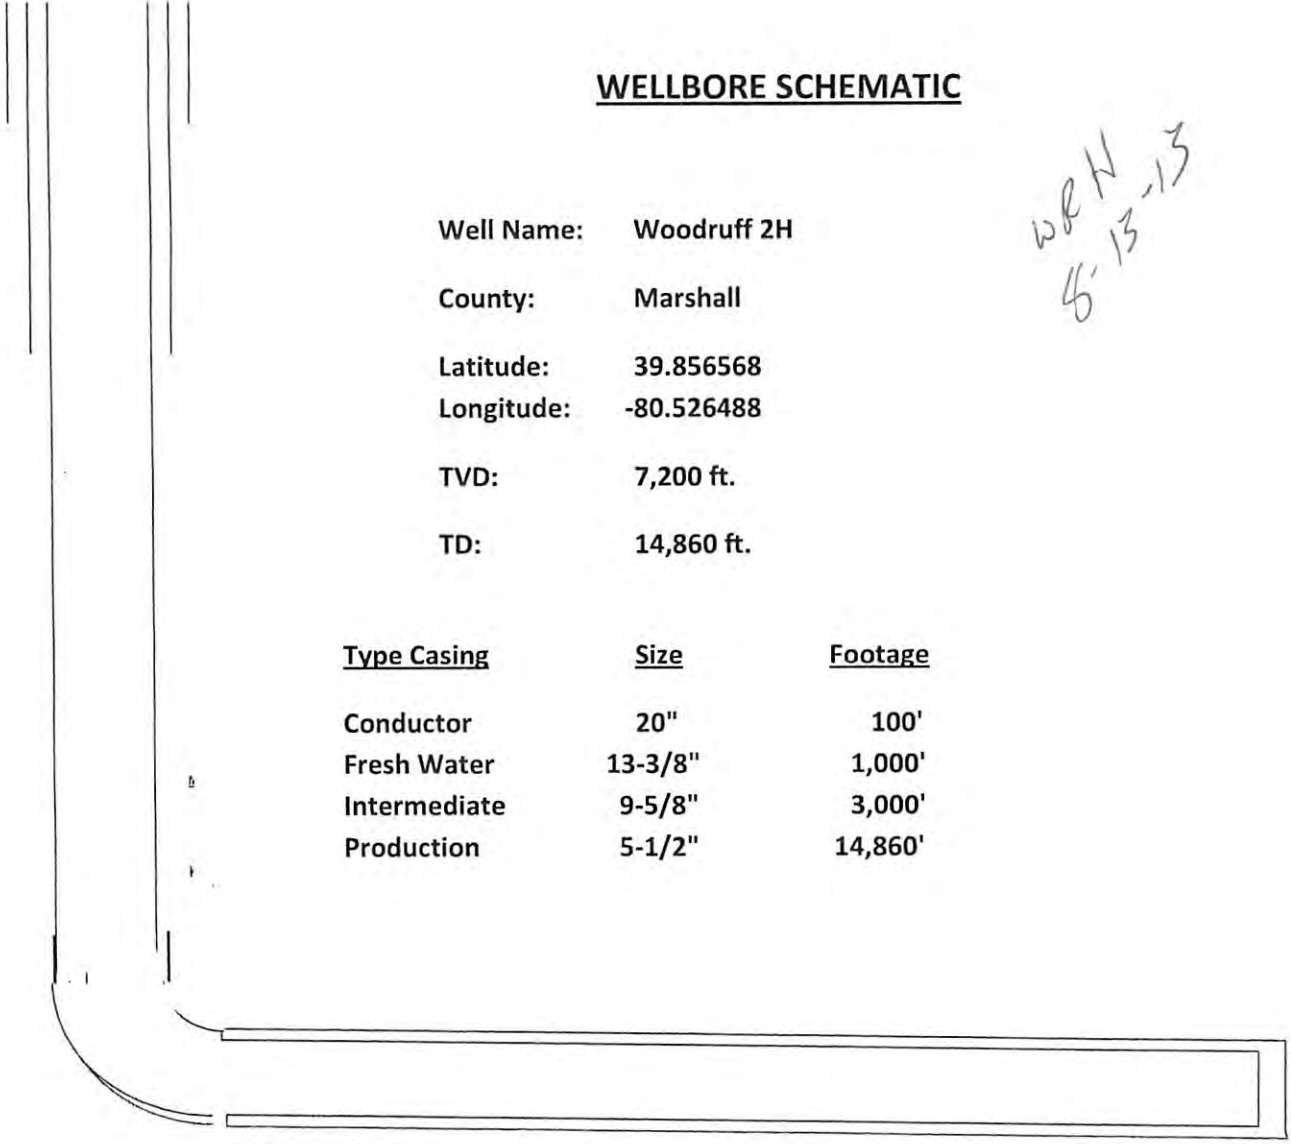 WELLBORE SCHEMATIC
WRH
8-13-13
Well Name: Woodruff 2H
County: Marshall
Latitude: 39.856568
Longitude: -80.526488
TVD: 7,200 ft.
TD: 14,860 ft.
Type Casing Size Footage
Conductor 20" 100'
Fresh Water 13-3/8" 1,000'
Intermediate 9-5/8" 3,000'
Production 5-1/2" 14,860'